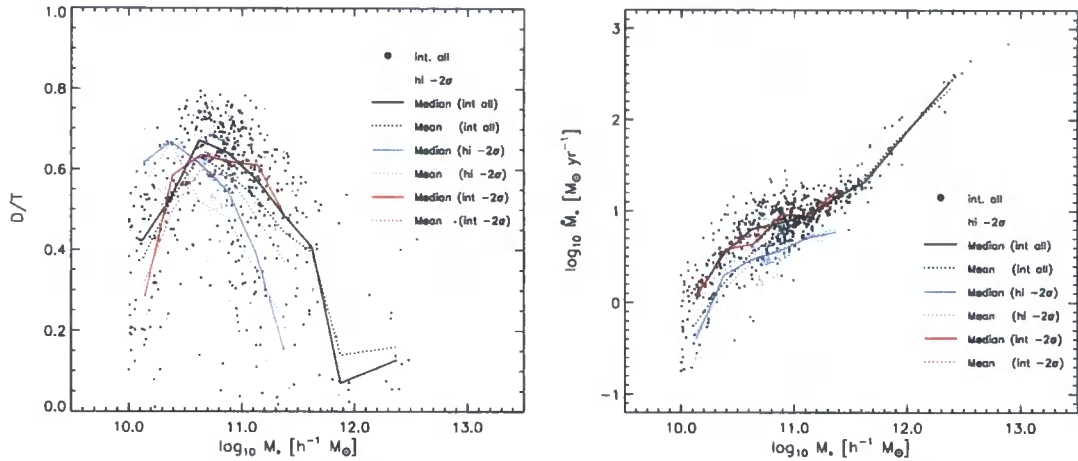 1.0
0.8
0.6
0.4
0.2
0.0
D/T
int. all
hi -2σ
Median (int all)
Mean (int all)
Median (hi -2σ)
Mean (hi -2σ)
Median (int -2σ)
Mean -(int -2σ)
10.0 11.0 12.0 13.0
log₁₀ M* [h⁻¹ M⊙]
3
2
1
0
-1
log₁₀ Ṁ* [M⊙ yr⁻¹]
int. all
hi -2σ
Median (int all)
Mean (int all)
Median (hi -2σ)
Mean (hi -2σ)
Median (int -2σ)
Mean (int -2σ)
10.0 11.0 12.0 13.0
log₁₀ M* [h⁻¹ M⊙]